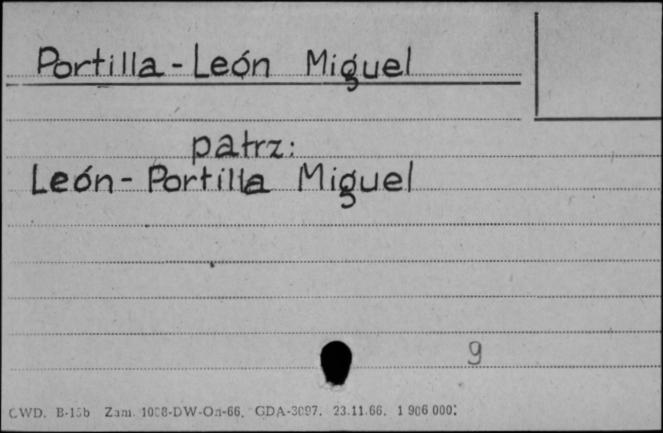 Portilla-León Miguel
patrz:
León-Portilla Miguel
9
CWD. B-15b Zam. 1058-DW-On-66. GDA-3097. 23.11.66. 1 906 000.